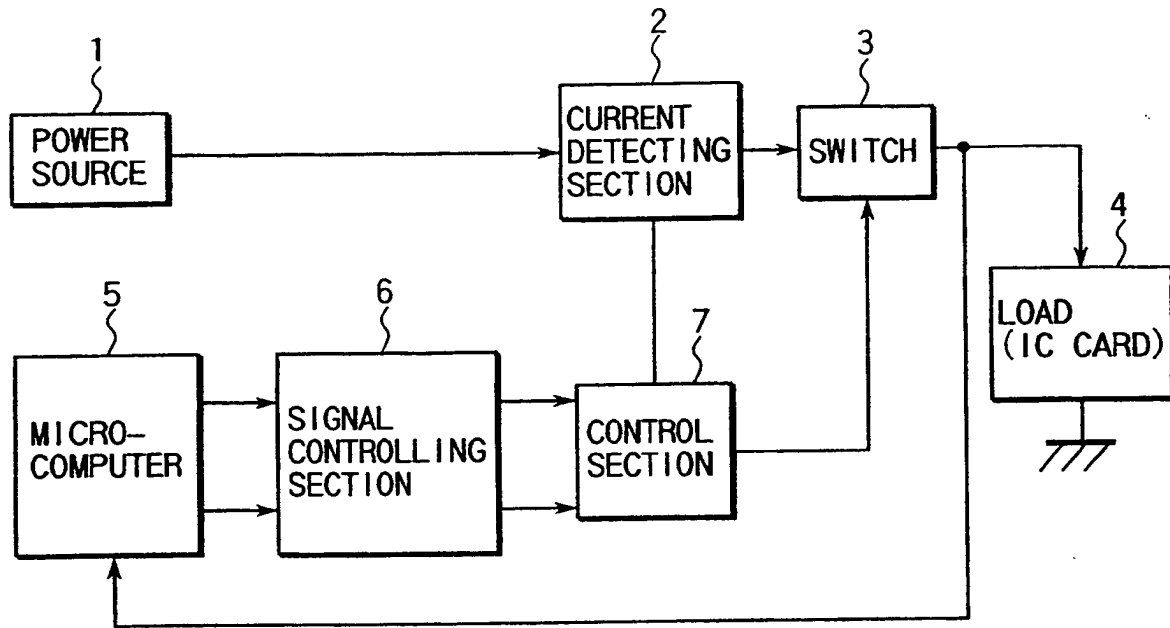 1
POWER
SOURCE
2
CURRENT
DETECTING
SECTION
3
SWITCH
4
LOAD
(IC CARD)
5
MICRO-
COMPUTER
6
SIGNAL
CONTROLLING
SECTION
7
CONTROL
SECTION